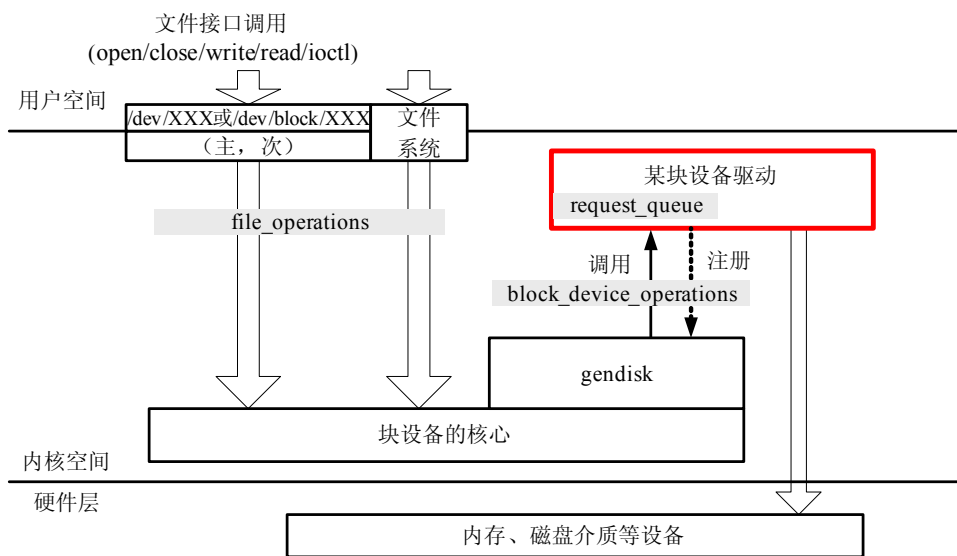 文件接口调用
(open/close/write/read/ioctl)
用户空间
/dev/XXX或/dev/block/XXX
(主，次)
文件
系统
某块设备驱动
request_queue
file_operations
调用
注册
block_device_operations
gendisk
块设备的核心
内核空间
硬件层
内存、磁盘介质等设备